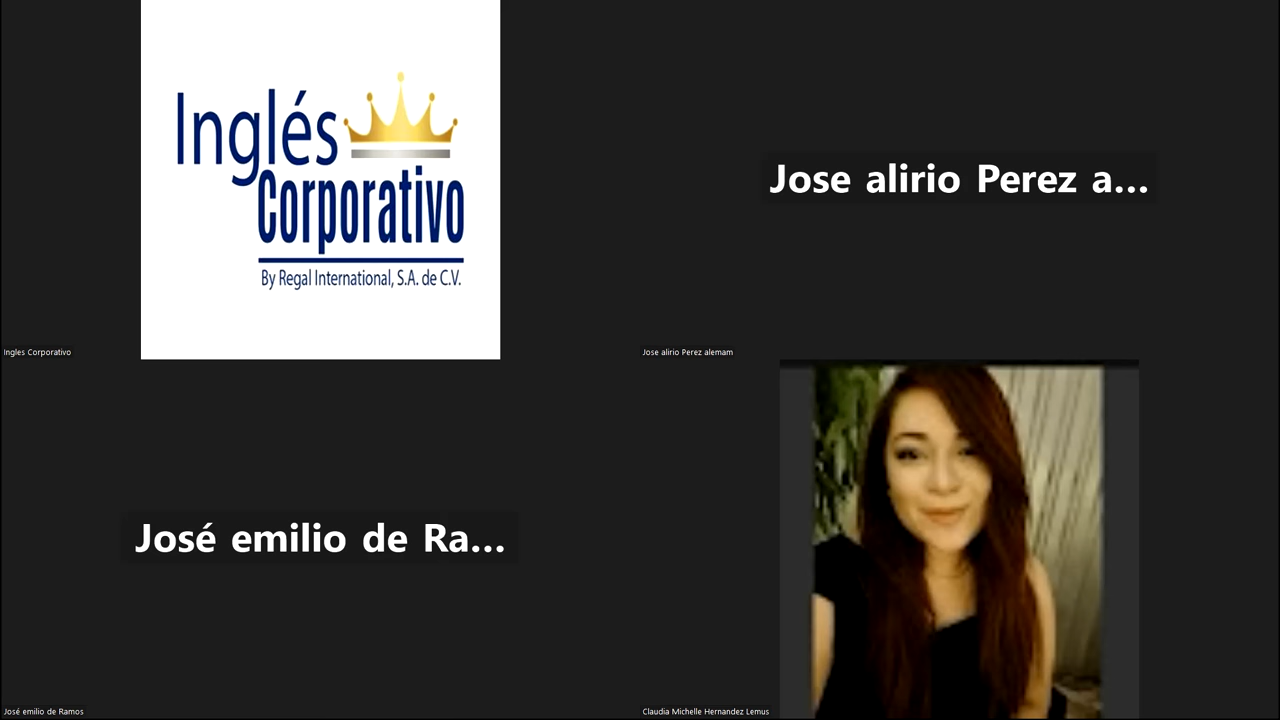 Inglés
Corporativo
By Regal International, S.A. de C.V.
Ingles Corporativo
Jose alirio Perez a...
Jose alirio Perez alemam
José emilio de Ra...
José emilio de Ramos
Claudia Michelle Hernandez Lemus